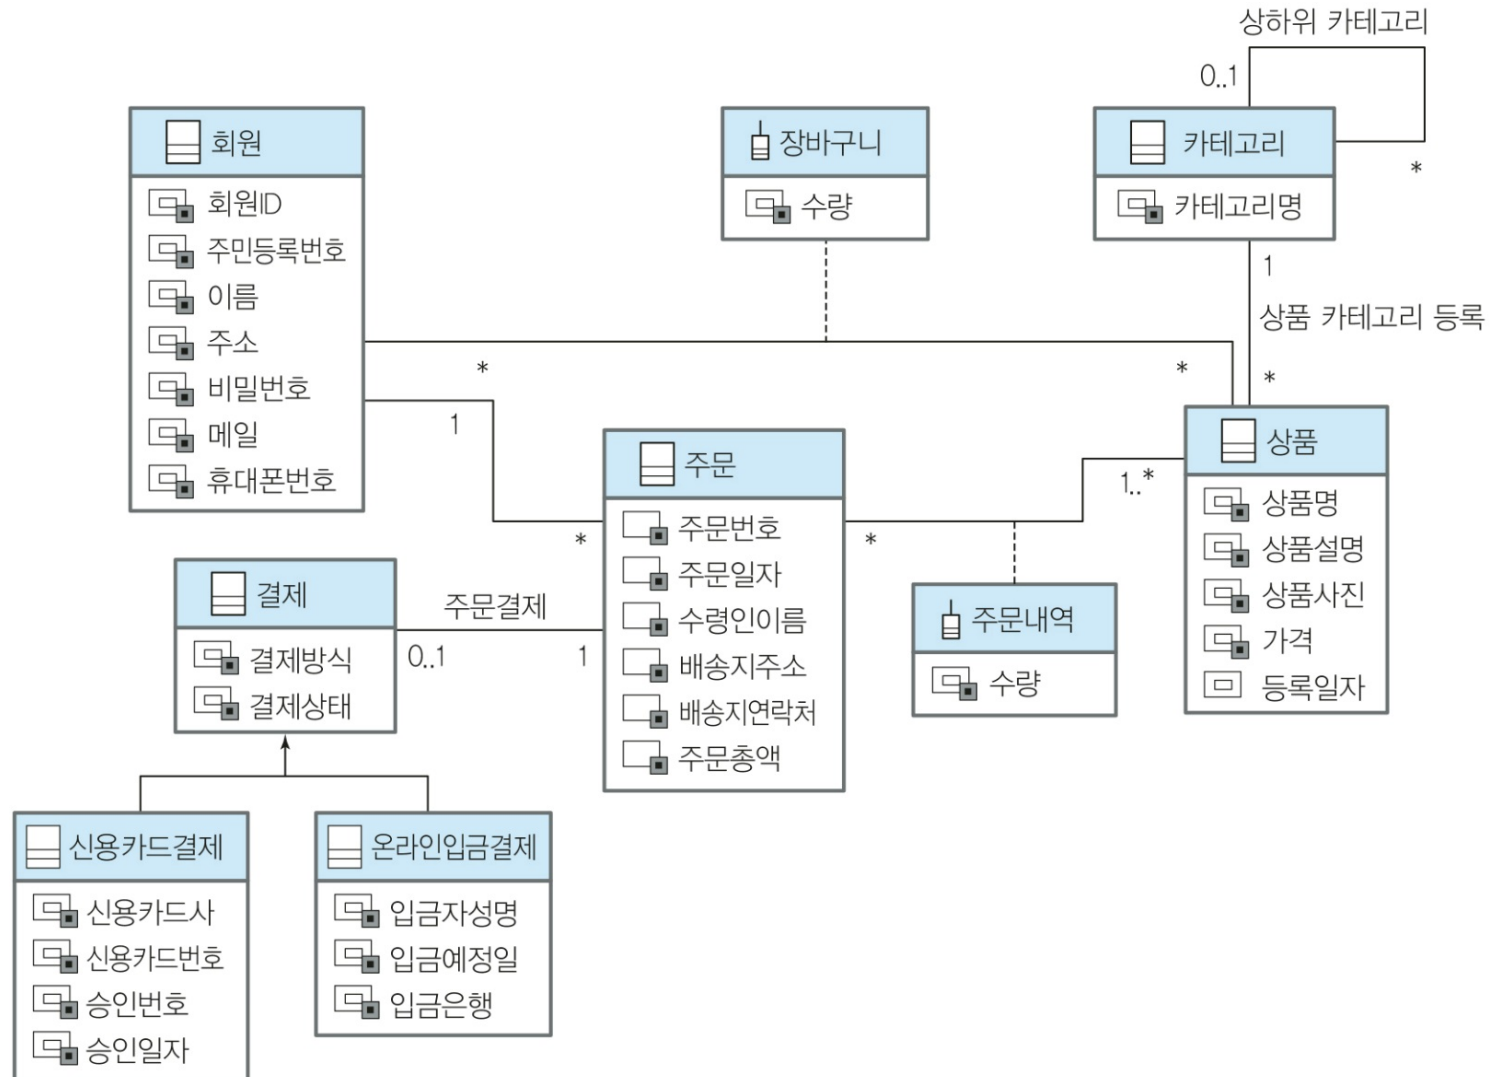 상하위 카테고리
0..1
*
회원
회원ID
주민등록번호
이름
주소
비밀번호
메일
휴대폰번호
장바구니
수량
카테고리
카테고리명
1
상품 카테고리 등록
*
*
*
1
*
주문
주문번호
주문일자
수령인이름
배송지주소
배송지연락처
주문총액
*
1..*
상품
상품명
상품설명
상품사진
가격
등록일자
주문내역
수량
결제
결제방식
결제상태
주문결제
0..1
1
신용카드결제
신용카드사
신용카드번호
승인번호
승인일자
온라인입금결제
입금자성명
입금예정일
입금은행